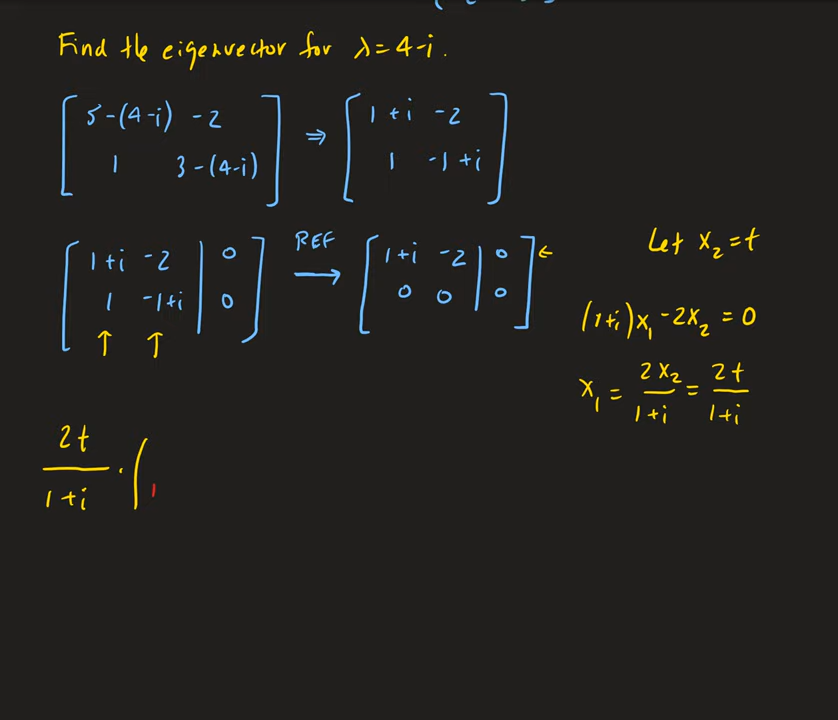 Find the eigenvector for λ=4-i.
[ 5-(4-i) -2 ] ⇒ [ 1+i -2 ]
[ 1 3-(4-i) ] [ 1 -1+i ]
[ 1+i -2 | 0 ] REF → [ 1+i -2 | 0 ] ←
[ 1 -1+i | 0 ] [ 0 0 | 0 ]
↑ ↑
Let x₂=t
(1+i)x₁-2x₂=0
x₁ = 2x₂/(1+i) = 2t/(1+i)
2t/(1+i) · (1